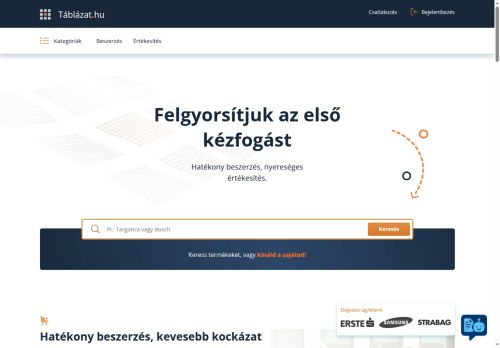 Táblázat.hu
Csatlakozás
Bejelentkezés
Kategóriák
Beszerzés
Értékesítés
Felgyorsítjuk az első
kézfogást
Hatékony beszerzés, nyereséges
értékesítés.
Pl.: Targonca vagy Bosch
Keresés
Keress termékeket, vagy kínáld a sajátod!
Elégedett ügyfeleink
ERSTE
SAMSUNG
STRABAG
Hatékony beszerzés, kevesebb kockázat